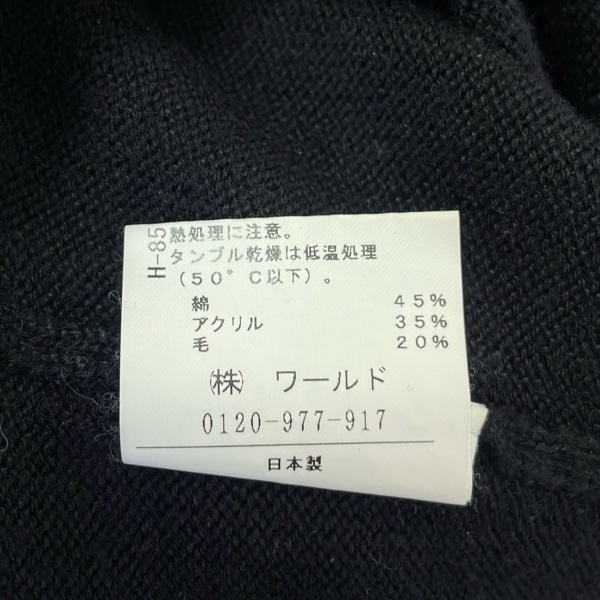 H-85
熱処理に注意。
タンブル乾燥は低温処理
(50°C以下)。
綿 45%
アクリル 35%
毛 20%
㈱ ワールド
0120-977-917
日本製